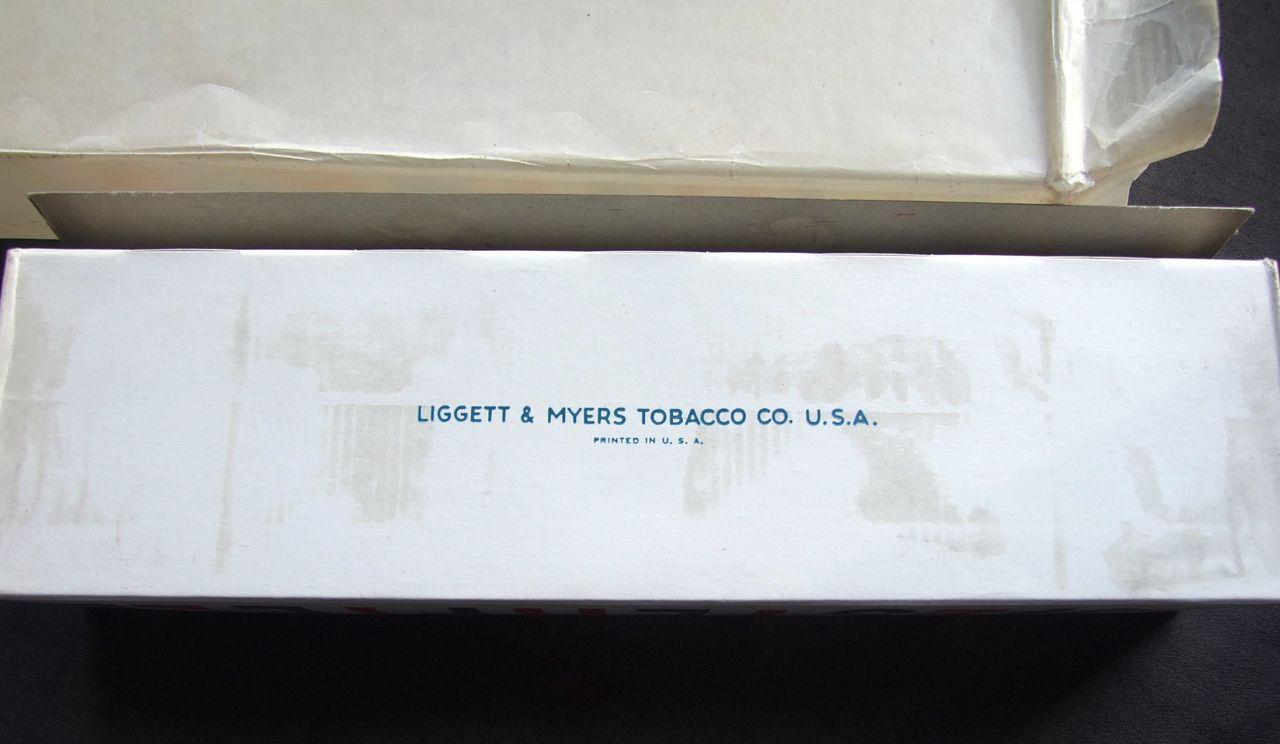 LIGGETT & MYERS TOBACCO CO. U.S.A.
PRINTED IN U. S. A.